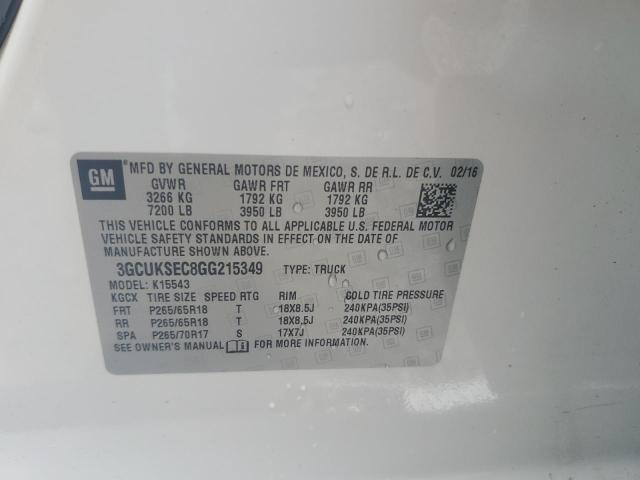 GM
®MFD BY GENERAL MOTORS DE MEXICO, S. DE R.L. DE C.V. 02/16
GVWR GAWR FRT GAWR RR
3266 KG 1792 KG 1792 KG
7200 LB 3950 LB 3950 LB
THIS VEHICLE CONFORMS TO ALL APPLICABLE U.S. FEDERAL MOTOR
VEHICLE SAFETY STANDARDS IN EFFECT ON THE DATE OF
MANUFACTURE SHOWN ABOVE.
3GCUKSEC8GG215349 TYPE: TRUCK
MODEL: K15543
KGCX TIRE SIZE SPEED RTG RIM COLD TIRE PRESSURE
FRT P265/65R18 T 18X8.5J 240KPA(35PSI)
RR P265/65R18 T 18X8.5J 240KPA(35PSI)
SPA P265/70R17 S 17X7J 240KPA(35PSI)
SEE OWNER'S MANUAL FOR MORE INFORMATION.